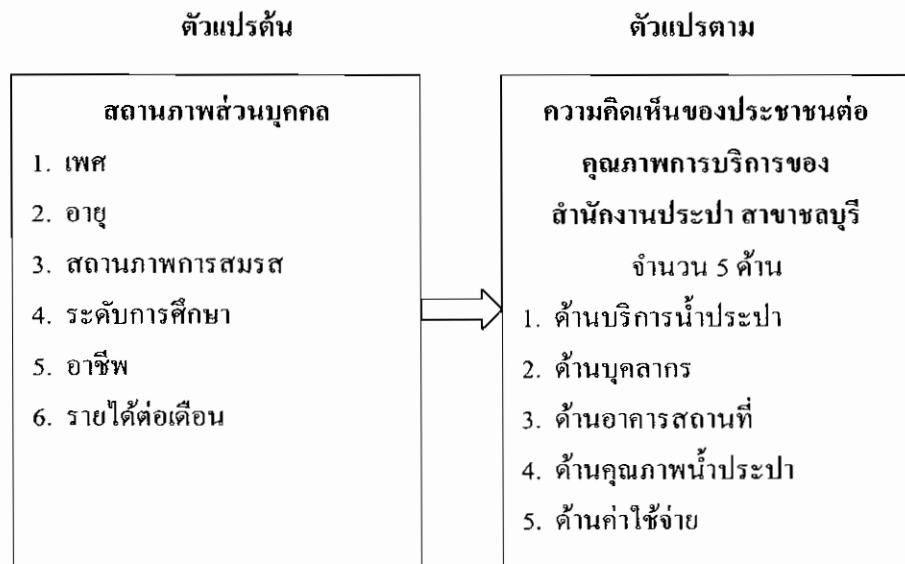 ตัวแปรต้น
สถานภาพส่วนบุคคล
1. เพศ
2. อายุ
3. สถานภาพการสมรส
4. ระดับการศึกษา
5. อาชีพ
6. รายได้ต่อเดือน
ตัวแปรตาม
ความคิดเห็นของประชาชนต่อ
คุณภาพการบริการของ
สำนักงานประปา สาขาชลบุรี
จำนวน 5 ด้าน
1. ด้านบริการน้ำประปา
2. ด้านบุคลากร
3. ด้านอาคารสถานที่
4. ด้านคุณภาพน้ำประปา
5. ด้านค่าใช้จ่าย